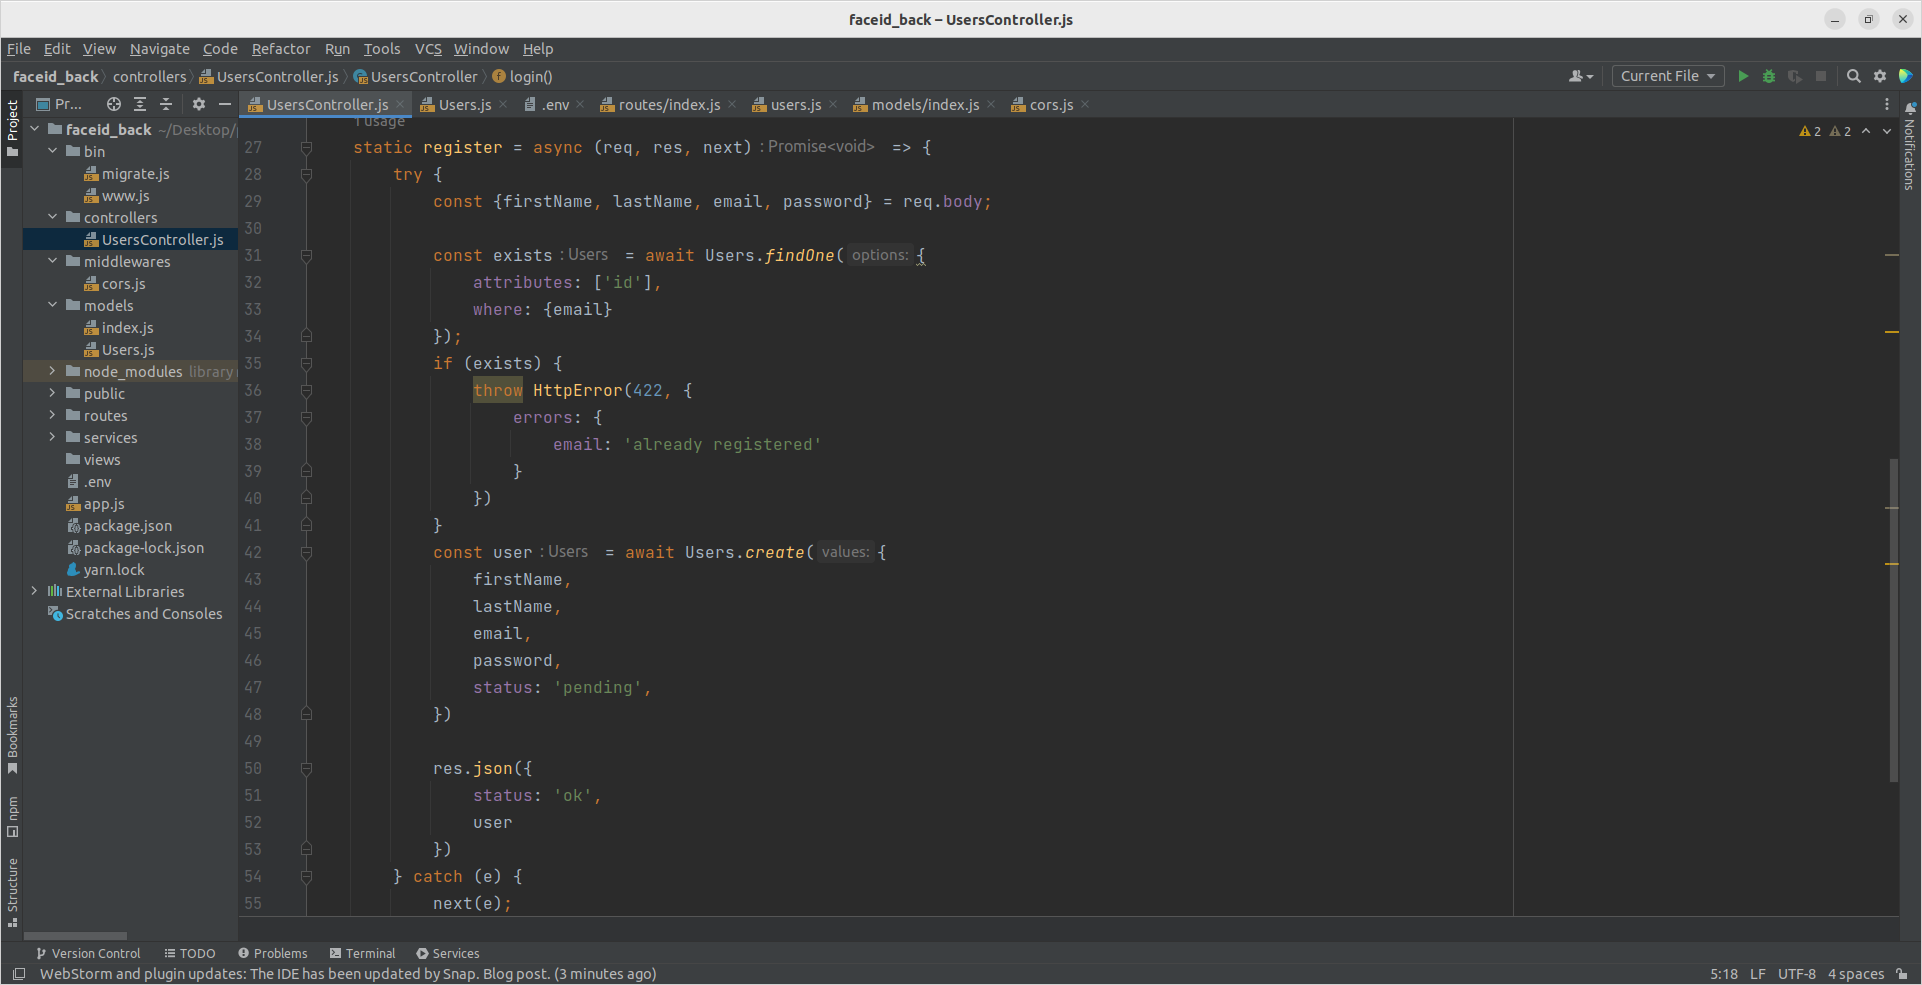 faceid_back – UsersController.js
File Edit View Navigate Code Refactor Run Tools VCS Window Help
faceid_back controllers UsersController.js UsersController login()
Current File
Project
Pr...
UsersController.js Users.js .env routes/index.js users.js models/index.js cors.js
Notifications
faceid_back ~/Desktop/
bin
migrate.js
www.js
controllers
UsersController.js
middlewares
cors.js
models
index.js
Users.js
node_modules library
public
routes
services
views
.env
app.js
package.json
package-lock.json
yarn.lock
External Libraries
Scratches and Consoles
2 2
1 usage
27 static register = async (req, res, next) : Promise<void> => {
28 try {
29 const {firstName, lastName, email, password} = req.body;
30
31 const exists : Users = await Users.findOne( options: {
32 attributes: ['id'],
33 where: {email}
34 });
35 if (exists) {
36 throw HttpError(422, {
37 errors: {
38 email: 'already registered'
39 }
40 })
41 }
42 const user : Users = await Users.create( values: {
43 firstName,
44 lastName,
45 email,
46 password,
47 status: 'pending',
48 })
49
50 res.json({
51 status: 'ok',
52 user
53 })
54 } catch (e) {
55 next(e);
Bookmarks
npm
Structure
Version Control TODO Problems Terminal Services
WebStorm and plugin updates: The IDE has been updated by Snap. Blog post. (3 minutes ago)
5:18 LF UTF-8 4 spaces